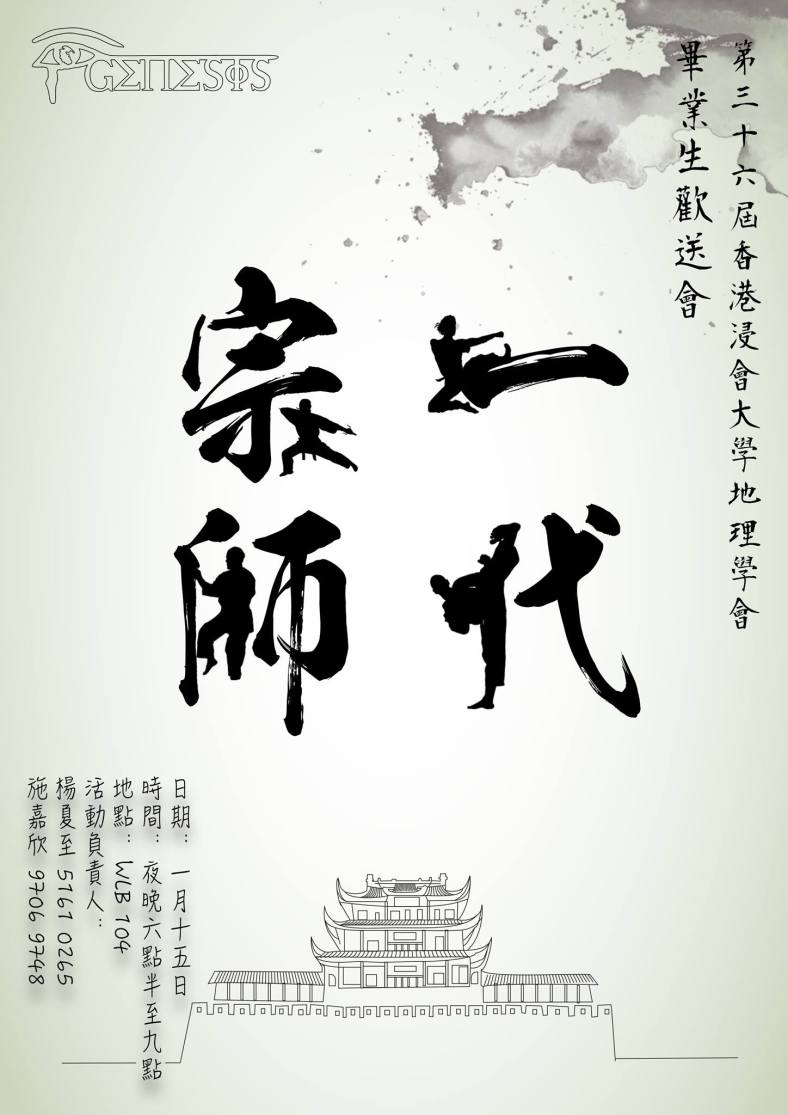 GENESIS
第三十六屆香港浸會大學地理學會
畢業生歡送會
一代
宗師
日期：一月十五日
時間：夜晚六點半至九點
地點：WLB 104
活動負責人：
楊夏至 5161 0265
施嘉欣 9706 9748